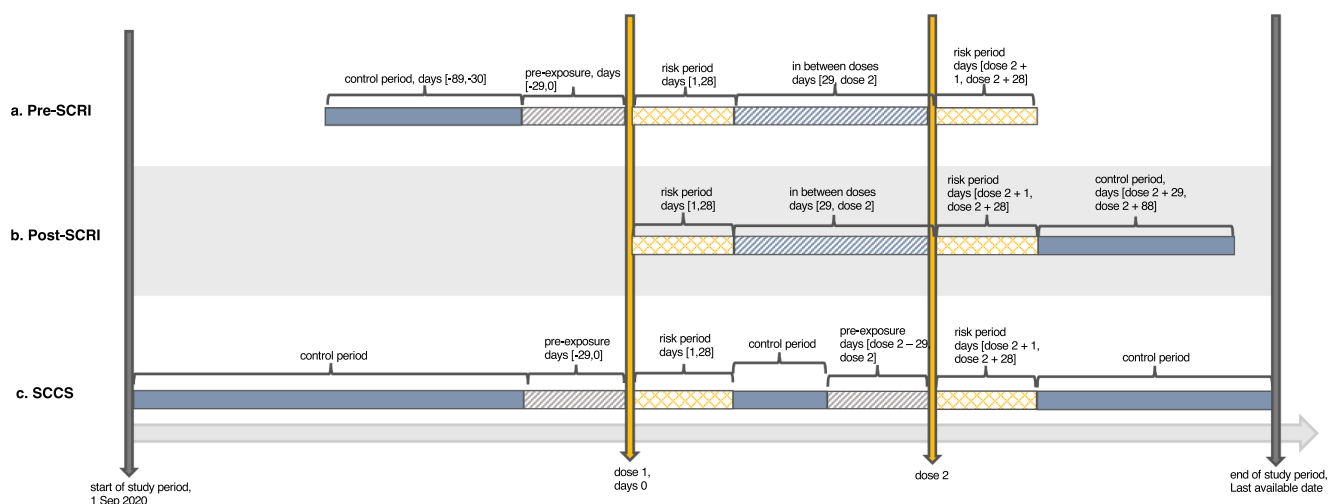 a. Pre-SCRI
control period, days [-89,-30)
pre-exposure, days
[-29,0]
risk period
days [1,28]
in between doses
days [29, dose 2]
risk period
days [dose 2 +
1, dose 2 + 28]
b. Post-SCRI
risk period
days [1,28]
in between doses
days [29, dose 2]
risk period
days [dose 2 + 1,
dose 2 + 28]
control period,
days [dose 2 + 29,
dose 2 + 88]
c. SCCS
control period
pre-exposure
days [-29,0]
risk period
days [1,28]
control period
pre-exposure
days [dose 2 – 29,
dose 2]
risk period
days [dose 2 + 1,
dose 2 + 28]
control period
start of study period,
1 Sep 2020
dose 1,
days 0
dose 2
end of study period,
Last available date